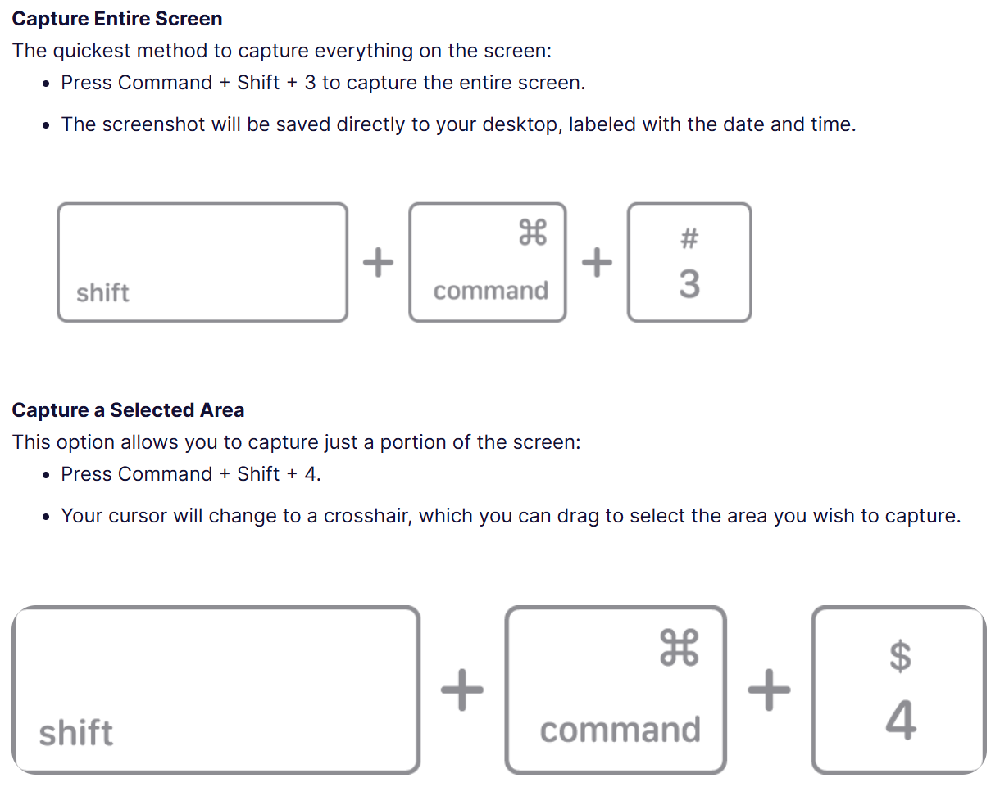 Capture Entire Screen
The quickest method to capture everything on the screen:
• Press Command + Shift + 3 to capture the entire screen.
• The screenshot will be saved directly to your desktop, labeled with the date and time.
⌘ #
shift + command + 3
Capture a Selected Area
This option allows you to capture just a portion of the screen:
• Press Command + Shift + 4.
• Your cursor will change to a crosshair, which you can drag to select the area you wish to capture.
⌘ $
shift + command + 4